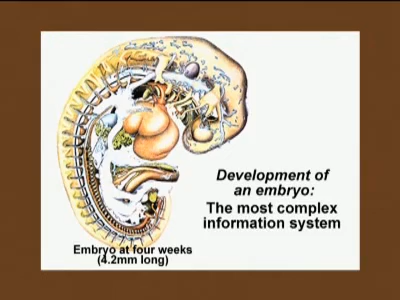 Development of
an embryo:
The most complex
information system
Embryo at four weeks
(4.2mm long)